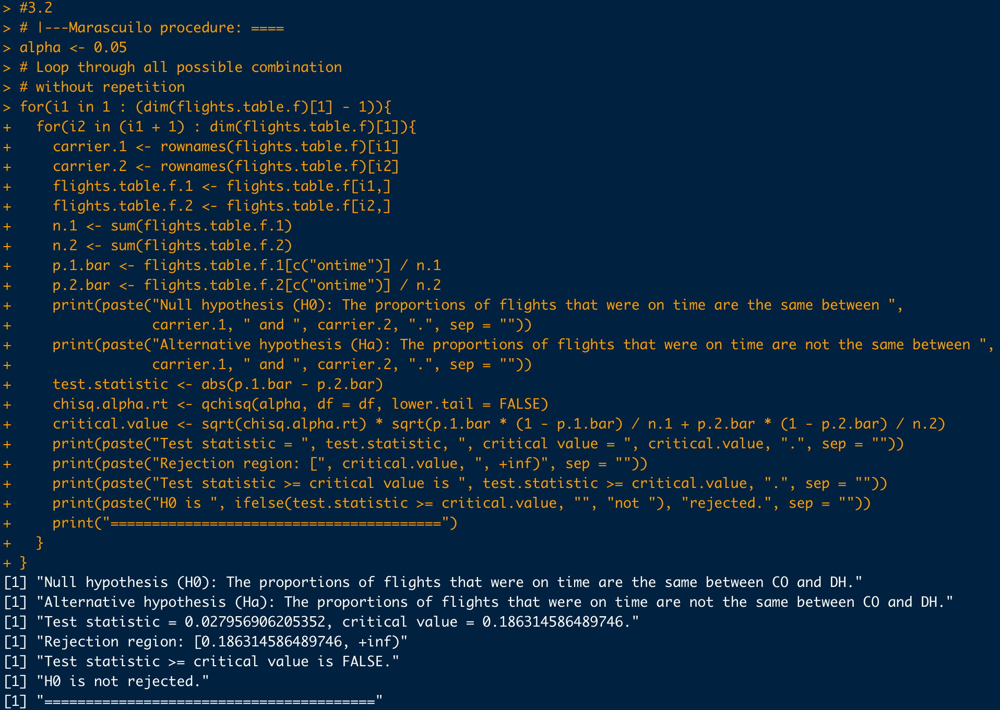 > #3.2
> # |---Marascuilo procedure: ====
> alpha <- 0.05
> # Loop through all possible combination
> # without repetition
> for(i1 in 1 : (dim(flights.table.f)[1] - 1)){
+   for(i2 in (i1 + 1) : dim(flights.table.f)[1]){
+     carrier.1 <- rownames(flights.table.f)[i1]
+     carrier.2 <- rownames(flights.table.f)[i2]
+     flights.table.f.1 <- flights.table.f[i1,]
+     flights.table.f.2 <- flights.table.f[i2,]
+     n.1 <- sum(flights.table.f.1)
+     n.2 <- sum(flights.table.f.2)
+     p.1.bar <- flights.table.f.1[c("ontime")] / n.1
+     p.2.bar <- flights.table.f.2[c("ontime")] / n.2
+     print(paste("Null hypothesis (H0): The proportions of flights that were on time are the same between ",
+                 carrier.1, " and ", carrier.2, ".", sep = ""))
+     print(paste("Alternative hypothesis (Ha): The proportions of flights that were on time are not the same between ",
+                 carrier.1, " and ", carrier.2, ".", sep = ""))
+     test.statistic <- abs(p.1.bar - p.2.bar)
+     chisq.alpha.rt <- qchisq(alpha, df = df, lower.tail = FALSE)
+     critical.value <- sqrt(chisq.alpha.rt) * sqrt(p.1.bar * (1 - p.1.bar) / n.1 + p.2.bar * (1 - p.2.bar) / n.2)
+     print(paste("Test statistic = ", test.statistic, ", critical value = ", critical.value, ".", sep = ""))
+     print(paste("Rejection region: [", critical.value, ", +inf)", sep = ""))
+     print(paste("Test statistic >= critical value is ", test.statistic >= critical.value, ".", sep = ""))
+     print(paste("H0 is ", ifelse(test.statistic >= critical.value, "", "not "), "rejected.", sep = ""))
+     print("========================================")
+   }
+ }
[1] "Null hypothesis (H0): The proportions of flights that were on time are the same between CO and DH."
[1] "Alternative hypothesis (Ha): The proportions of flights that were on time are not the same between CO and DH."
[1] "Test statistic = 0.027956906205352, critical value = 0.186314586489746."
[1] "Rejection region: [0.186314586489746, +inf)"
[1] "Test statistic >= critical value is FALSE."
[1] "H0 is not rejected."
[1] "========================================"